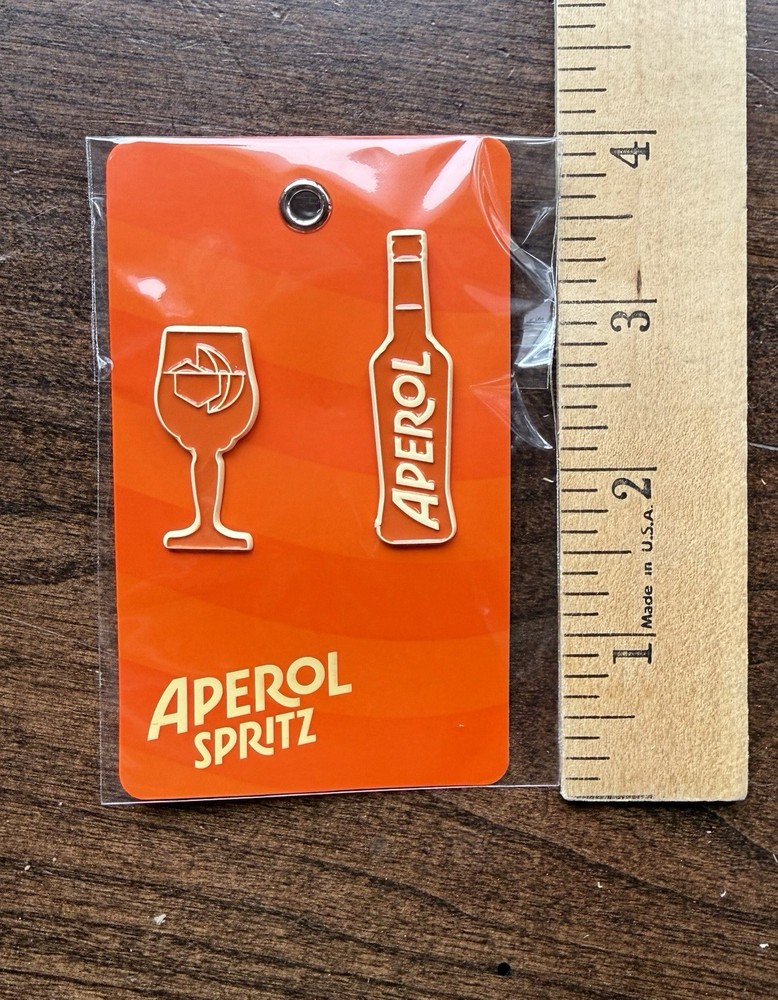 APEROL
APEROL
SPRITZ
4
3
2
1
Made in U.S.A.